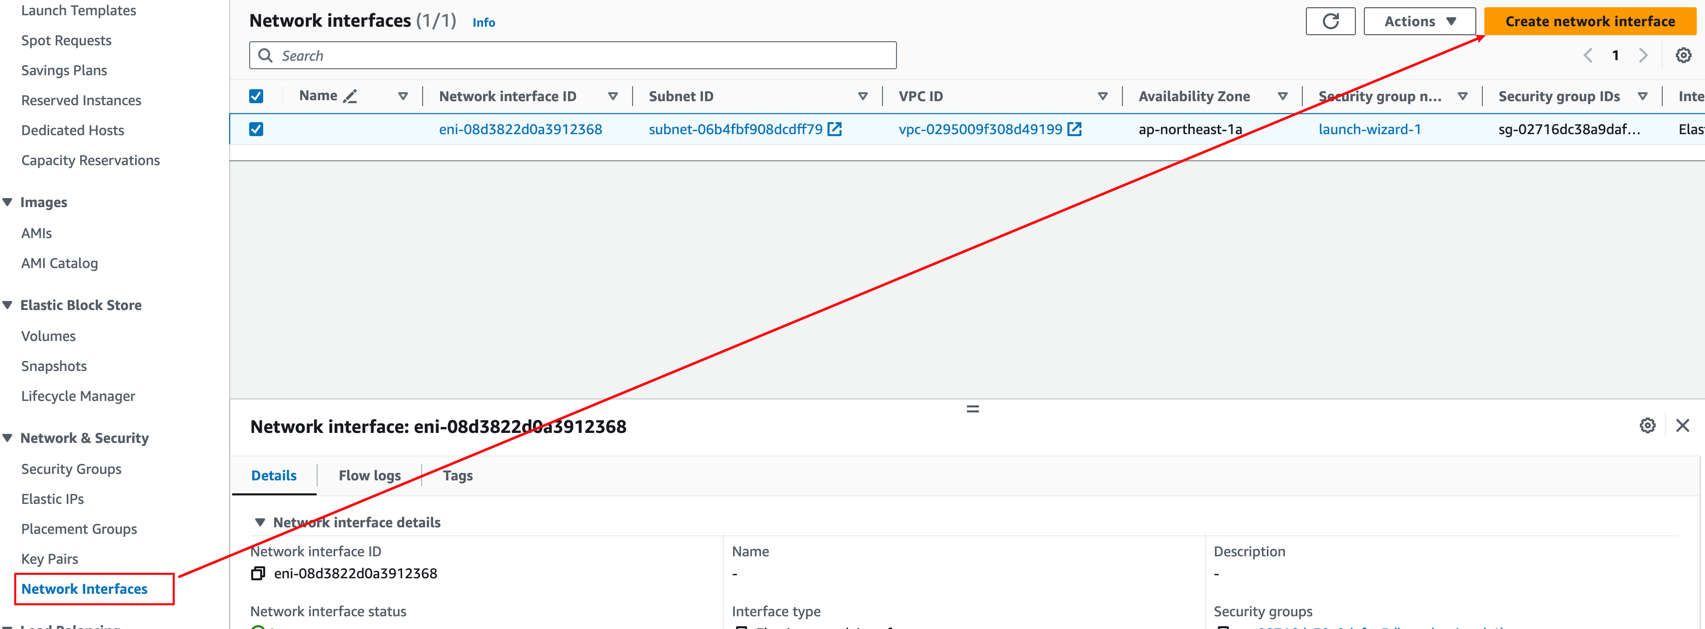 Launch Templates
Spot Requests
Savings Plans
Reserved Instances
Dedicated Hosts
Capacity Reservations
Images
AMIs
AMI Catalog
Elastic Block Store
Volumes
Snapshots
Lifecycle Manager
Network & Security
Security Groups
Elastic IPs
Placement Groups
Key Pairs
Network Interfaces
Network interfaces (1/1) Info
Actions
Create network interface
Search
1
Name Network interface ID Subnet ID VPC ID Availability Zone Security group n... Security group IDs Inte
eni-08d3822d0a3912368 subnet-06b4fbf908dcdff79 vpc-0295009f308d49199 ap-northeast-1a launch-wizard-1 sg-02716dc38a9daf... Elas
Network interface: eni-08d3822d0a3912368
Details Flow logs Tags
Network interface details
Network interface ID Name Description
eni-08d3822d0a3912368 - -
Network interface status Interface type Security groups